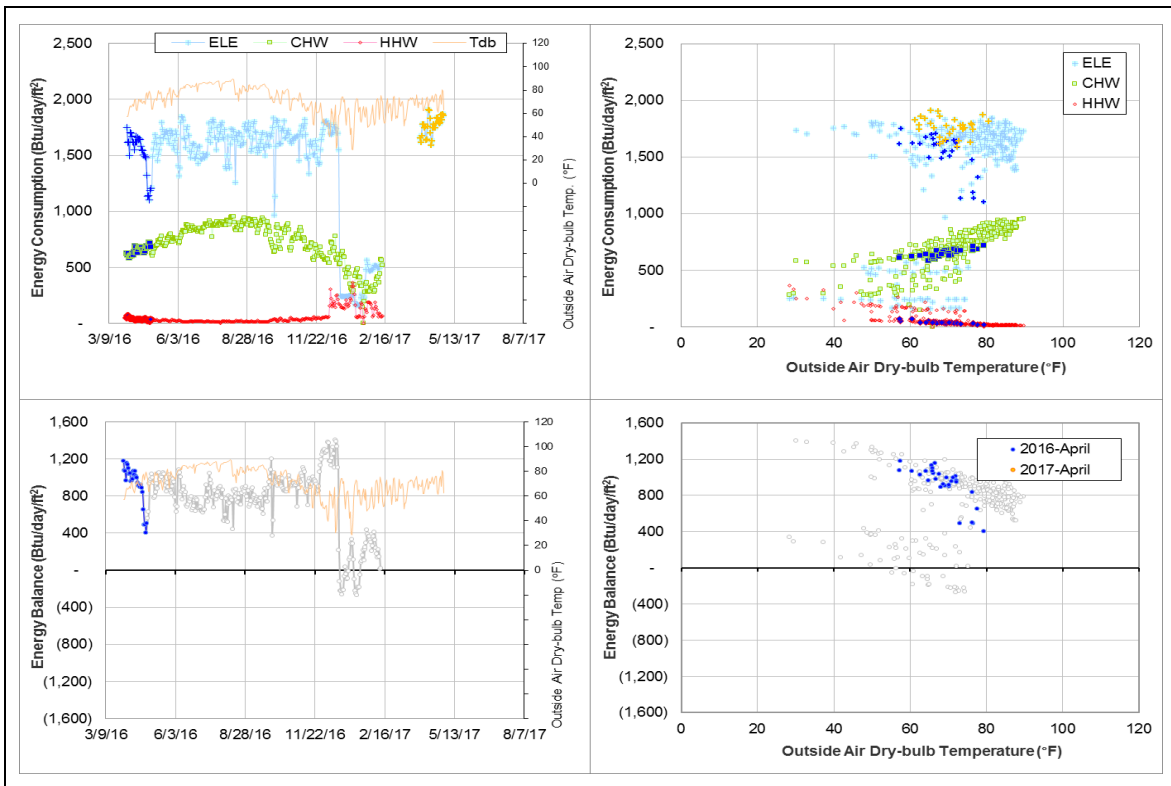 ELE CHW HHW Tdb
2,500
2,000
1,500
1,000
500
-
120
100
80
60
40
20
0
Energy Consumption (Btu/day/ft²)
Outside Air Dry-bulb Temp. (°F)
3/9/16 6/3/16 8/28/16 11/22/16 2/16/17 5/13/17 8/7/17
ELE
CHW
HHW
2,500
2,000
1,500
1,000
500
-
Energy Consumption (Btu/day/ft²)
0 20 40 60 80 100 120
Outside Air Dry-bulb Temperature (°F)
1,600
1,200
800
400
-
(400)
(800)
(1,200)
(1,600)
120
100
80
60
40
20
0
Energy Balance (Btu/day/ft²)
Outside Air Dry-bulb Temp (°F)
3/9/16 6/3/16 8/28/16 11/22/16 2/16/17 5/13/17 8/7/17
2016-April
2017-April
1,600
1,200
800
400
-
(400)
(800)
(1,200)
(1,600)
Energy Balance (Btu/day/ft²)
0 20 40 60 80 100 120
Outside Air Dry-bulb Temperature (°F)